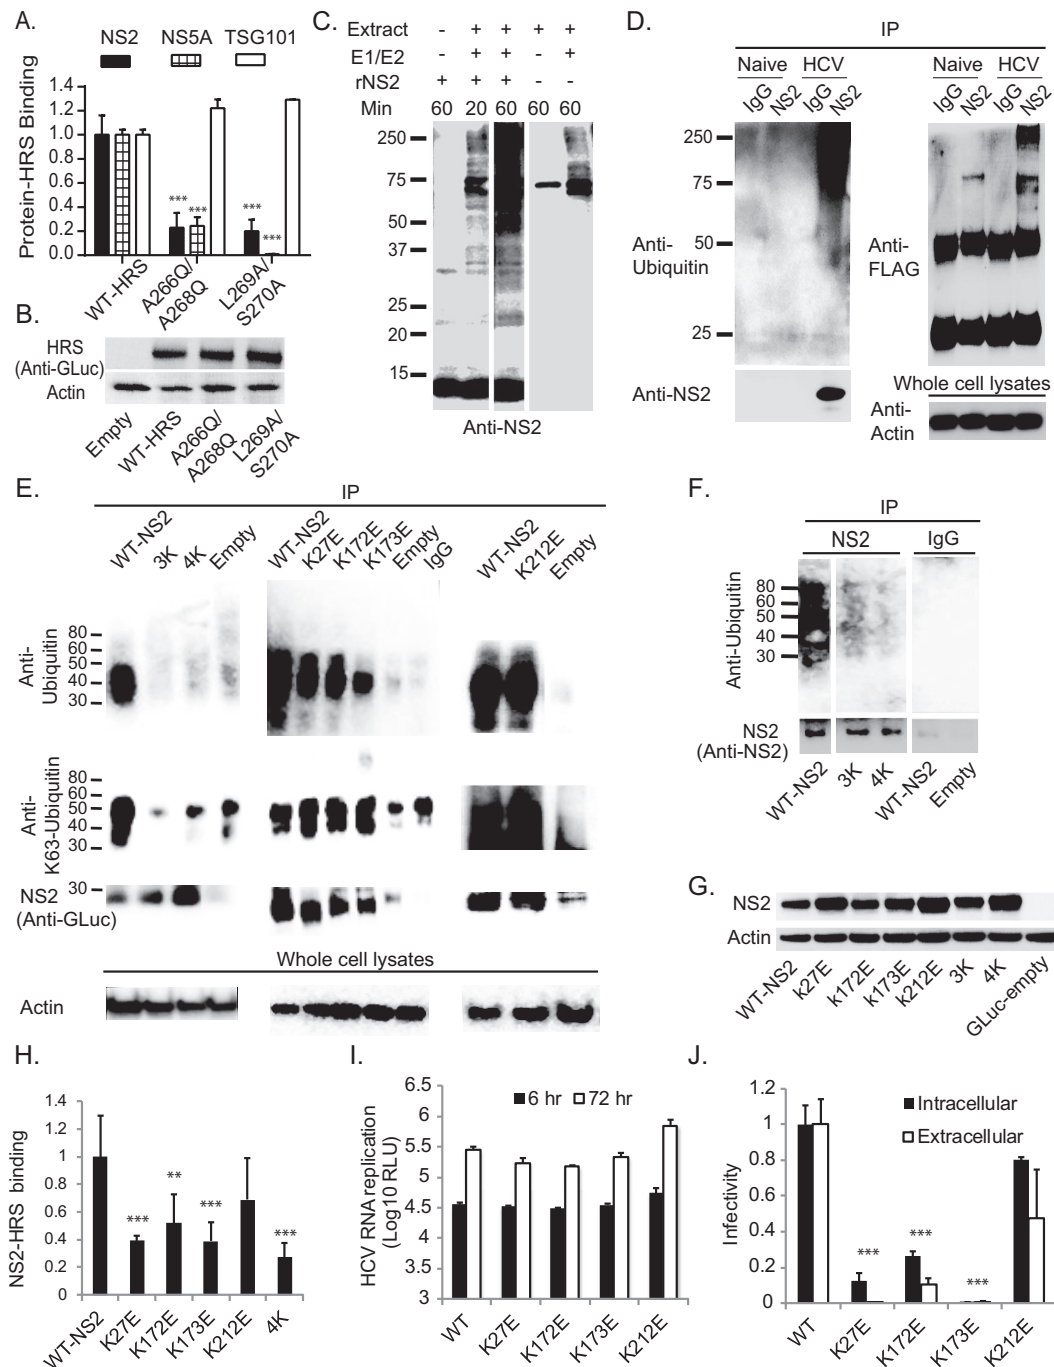 A.
NS2 NS5A TSG101
Protein-HRS Binding
1.4
1.2
1.0
0.8
0.6
0.4
0.2
0.0
*** *** *** ***
WT-HRS
A266Q/
A268Q
L269A/
S270A
B.
HRS
(Anti-GLuc)
Actin
Empty
WT-HRS
A266Q/
A268Q
L269A/
S270A
C.
Extract - + + + +
E1/E2 - + + - +
rNS2 + + + - -
Min 60 20 60 60 60
250
75
50
37
25
20
15
Anti-NS2
D.
IP
Naive HCV Naive HCV
IgG NS2 IgG NS2 IgG NS2 IgG NS2
250
75
50
25
Anti-
Ubiquitin
Anti-
FLAG
Anti-NS2
Whole cell lysates
Anti-
Actin
E.
IP
WT-NS2 3K 4K Empty
WT-NS2 K27E K172E K173E Empty IgG
WT-NS2 K212E Empty
Anti-
Ubiquitin
80
60
50
40
30
Anti-
K63-Ubiquitin
80
60
50
40
30
30
NS2
(Anti-GLuc)
Whole cell lysates
Actin
F.
IP
NS2 IgG
Anti-Ubiquitin
80
60
50
40
30
NS2
(Anti-NS2)
WT-NS2 3K 4K WT-NS2 Empty
G.
NS2
Actin
WT-NS2 k27E k172E k173E k212E 3K 4K GLuc-empty
H.
NS2-HRS binding
1.4
1.2
1
0.8
0.6
0.4
0.2
0
*** ** *** ***
WT-NS2 K27E K172E K173E K212E 4K
I.
HCV RNA replication
(Log10 RLU)
6.5
6
5.5
5
4.5
4
3.5
3
6 hr 72 hr
WT K27E K172E K173E K212E
J.
Infectivity
1.2
1
0.8
0.6
0.4
0.2
0
Intracellular
Extracellular
*** *** ***
WT K27E K172E K173E K212E